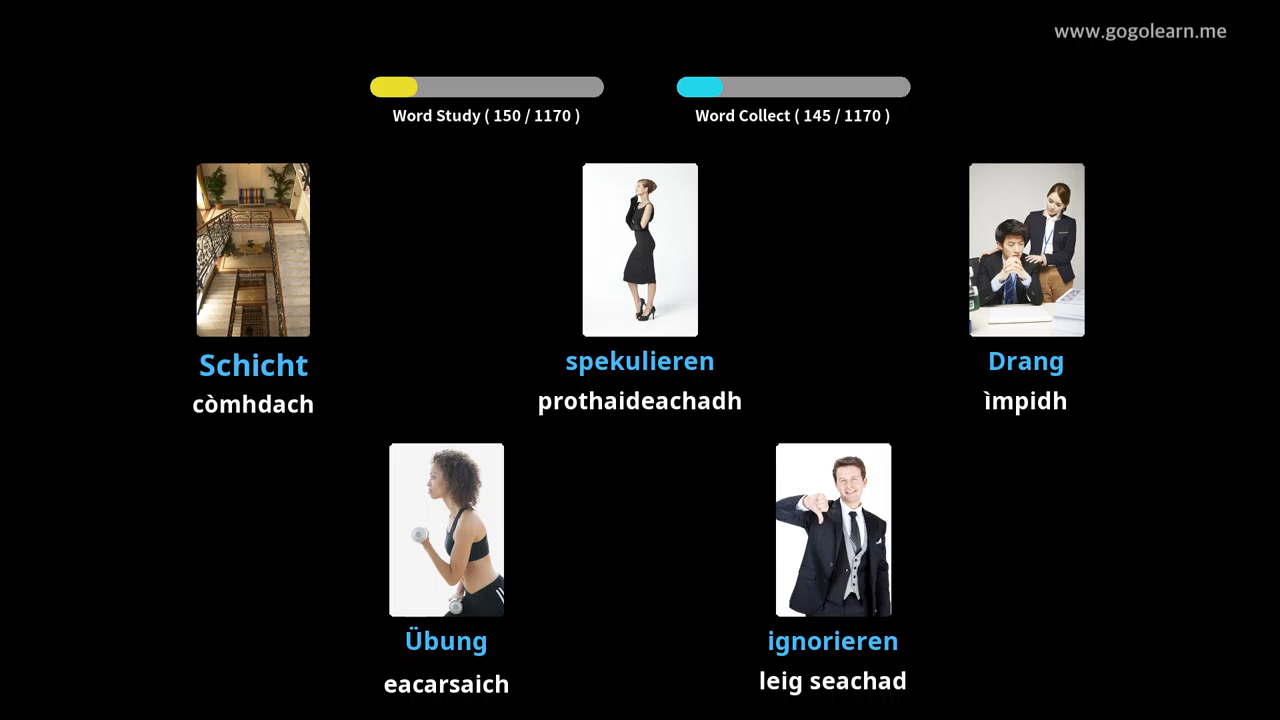 www.gogolearn.me
Word Study ( 150 / 1170 )
Word Collect ( 145 / 1170 )
Schicht
còmhdach
spekulieren
prothaideachadh
Drang
ìmpidh
Übung
eacarsaich
ignorieren
leig seachad